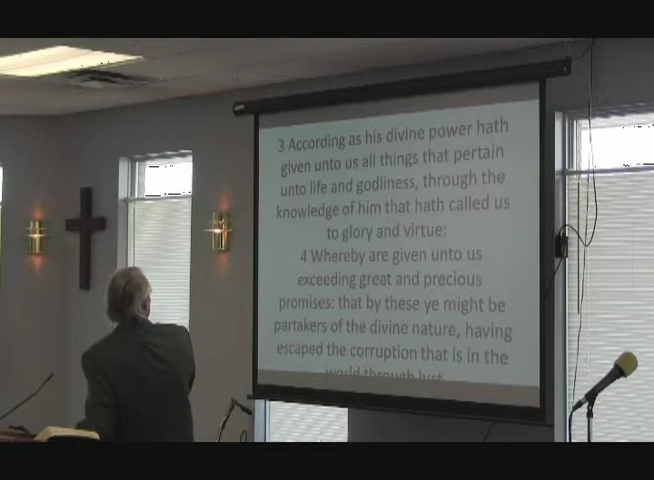 3 According as his divine power hath
given unto us all things that pertain
unto life and godliness, through the
knowledge of him that hath called us
to glory and virtue:
4 Whereby are given unto us
exceeding great and precious
promises: that by these ye might be
partakers of the divine nature, having
escaped the corruption that is in the
world through lust.